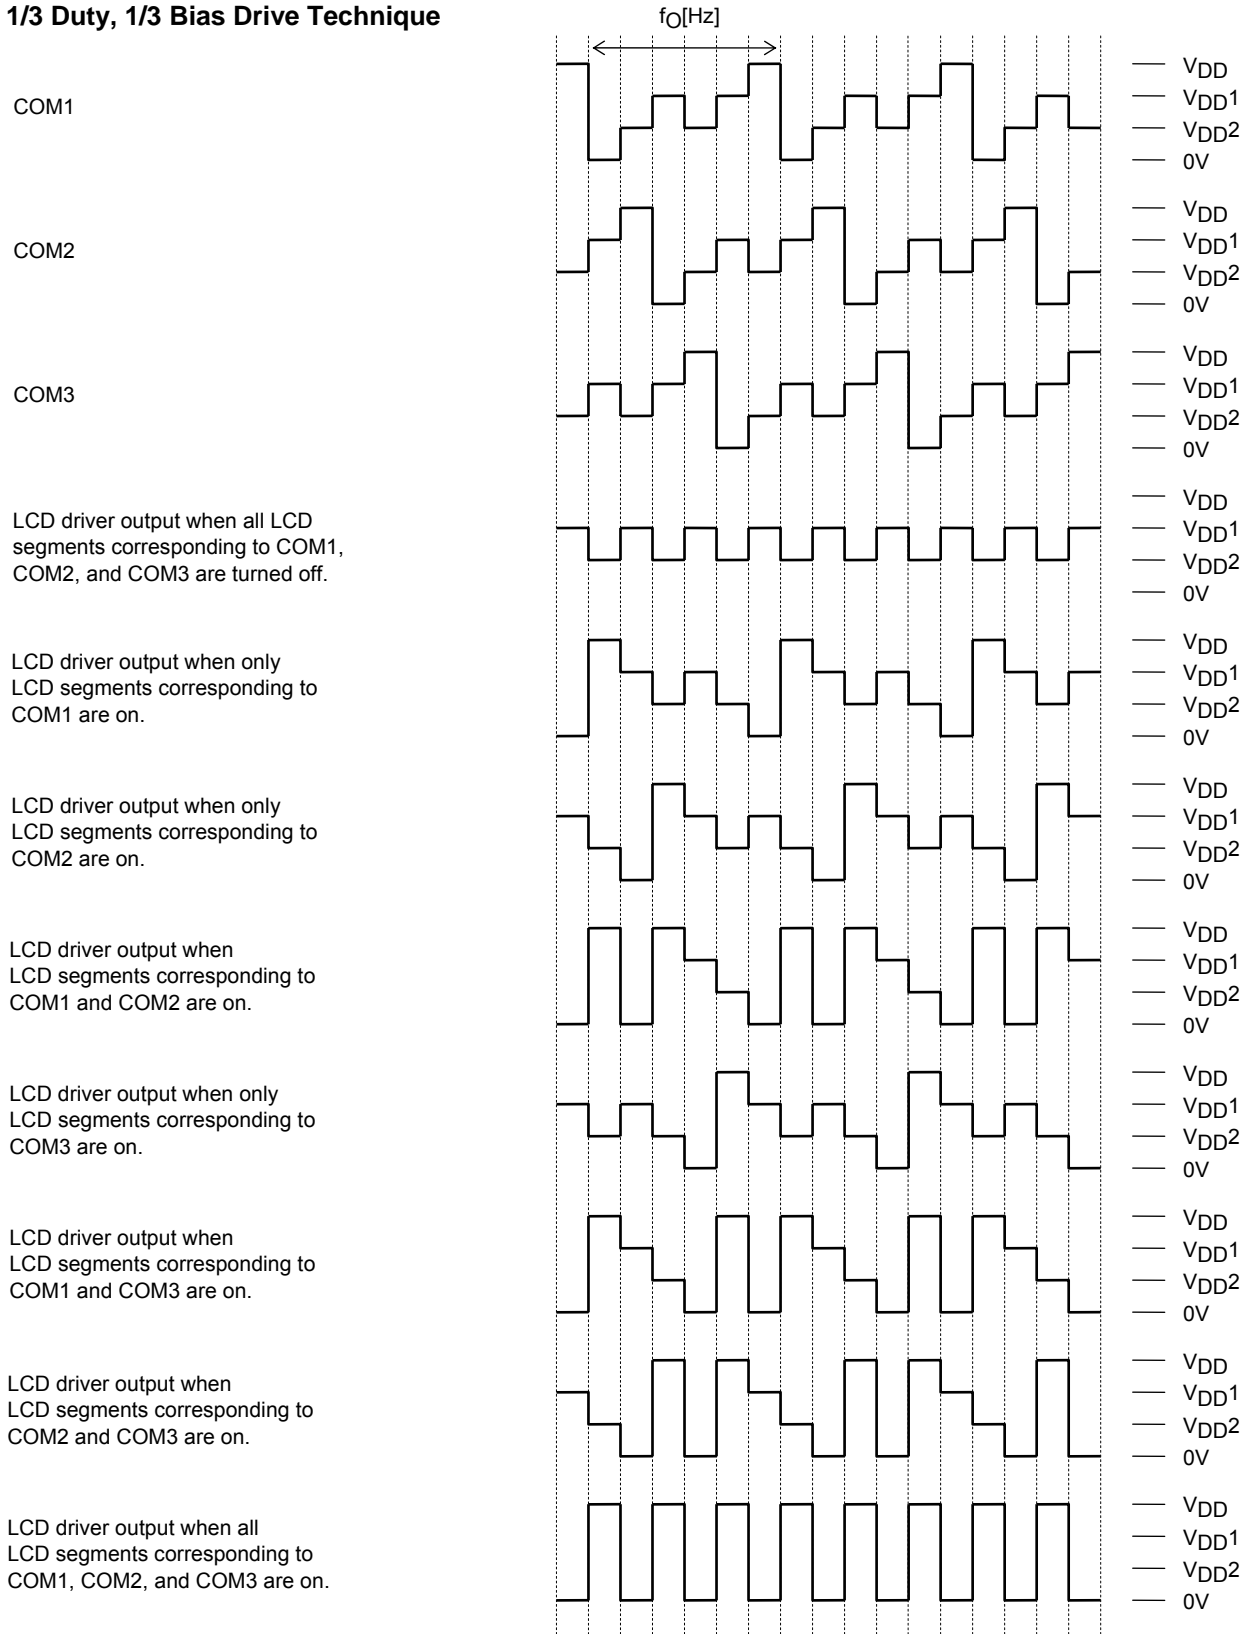 1/3 Duty, 1/3 Bias Drive Technique
fO[Hz]
COM1
VDD
VDD1
VDD2
0V
COM2
VDD
VDD1
VDD2
0V
COM3
VDD
VDD1
VDD2
0V
LCD driver output when all LCD
segments corresponding to COM1,
COM2, and COM3 are turned off.
VDD
VDD1
VDD2
0V
LCD driver output when only
LCD segments corresponding to
COM1 are on.
VDD
VDD1
VDD2
0V
LCD driver output when only
LCD segments corresponding to
COM2 are on.
VDD
VDD1
VDD2
0V
LCD driver output when
LCD segments corresponding to
COM1 and COM2 are on.
VDD
VDD1
VDD2
0V
LCD driver output when only
LCD segments corresponding to
COM3 are on.
VDD
VDD1
VDD2
0V
LCD driver output when
LCD segments corresponding to
COM1 and COM3 are on.
VDD
VDD1
VDD2
0V
LCD driver output when
LCD segments corresponding to
COM2 and COM3 are on.
VDD
VDD1
VDD2
0V
LCD driver output when all
LCD segments corresponding to
COM1, COM2, and COM3 are on.
VDD
VDD1
VDD2
0V